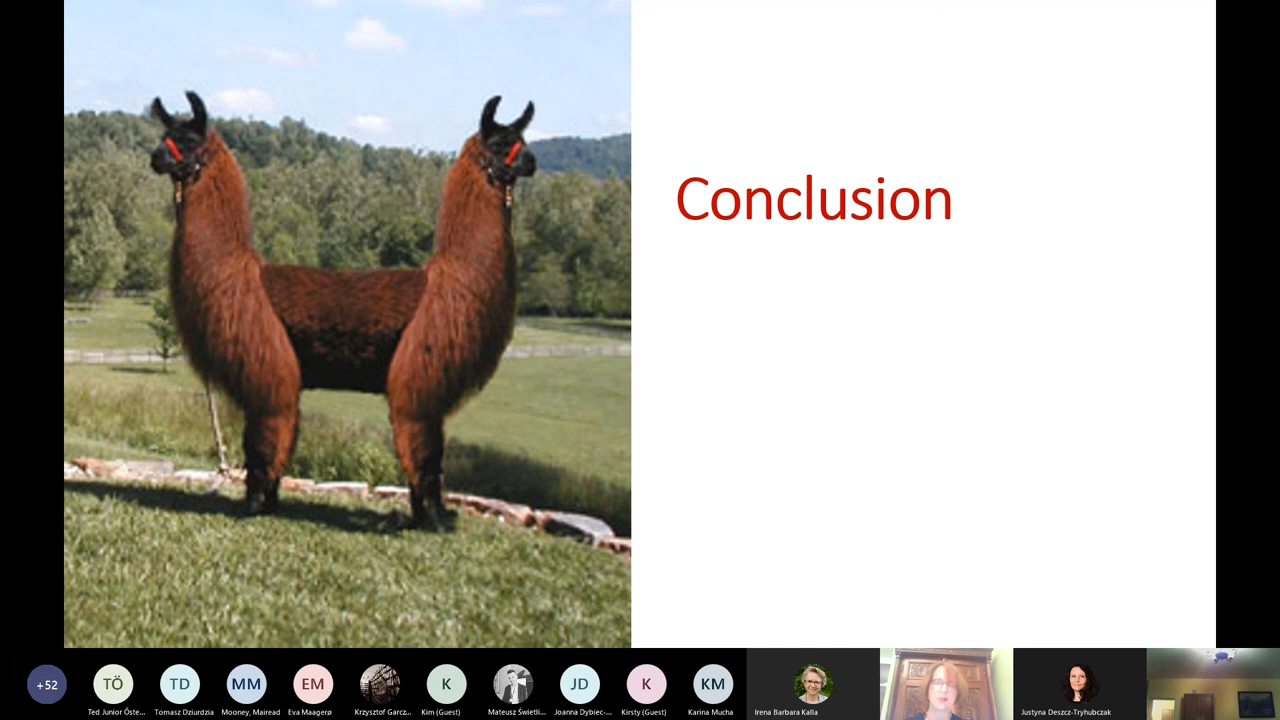 Conclusion
+52
TÖ
TD
MM
EM
K
JD
K
KM
Ted Junior Öste...
Tomasz Dziurdzia
Mooney, Mairead
Eva Maagerø
Krzysztof Garcz...
Kim (Guest)
Mateusz Świetli...
Joanna Dybiec-...
Kirsty (Guest)
Karina Mucha
Irena Barbara Kalla
Justyna Deszcz-Tryhubczak